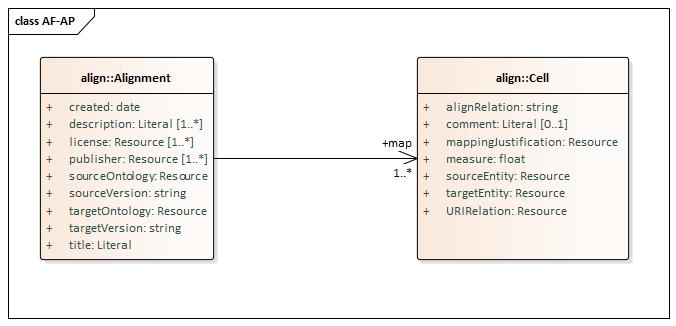 class AF-AP
align::Alignment
+ created: date
+ description: Literal [1..*]
+ license: Resource [1..*]
+ publisher: Resource [1..*]
+ sourceOntology: Resource
+ sourceVersion: string
+ targetOntology: Resource
+ targetVersion: string
+ title: Literal
+map
1..*
align::Cell
+ alignRelation: string
+ comment: Literal [0..1]
+ mappingJustification: Resource
+ measure: float
+ sourceEntity: Resource
+ targetEntity: Resource
+ URIRelation: Resource